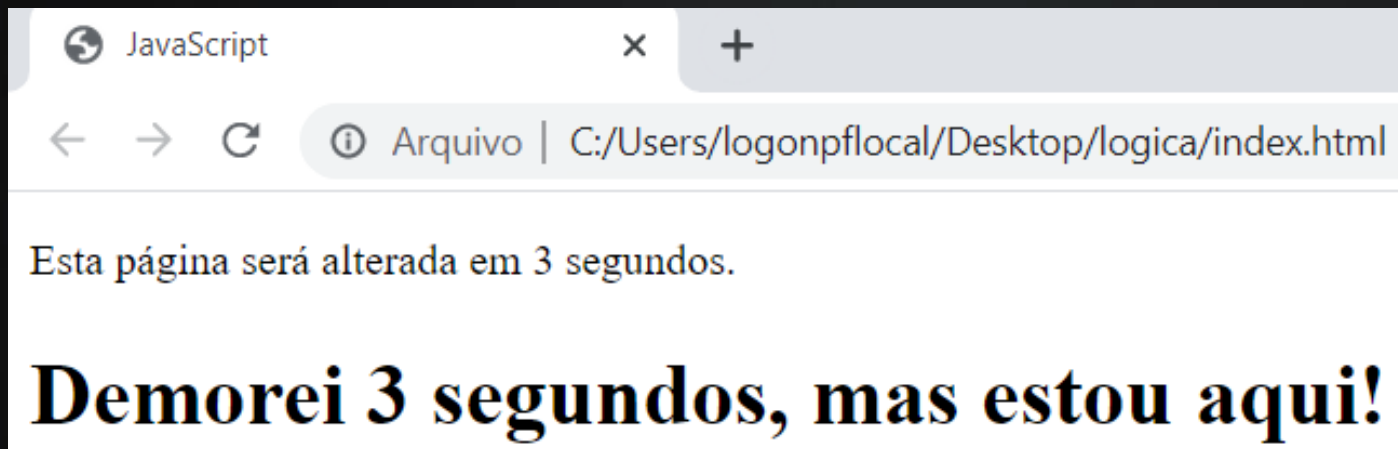 JavaScript
Arquivo | C:/Users/logonpflocal/Desktop/logica/index.html
Esta página será alterada em 3 segundos.
Demorei 3 segundos, mas estou aqui!